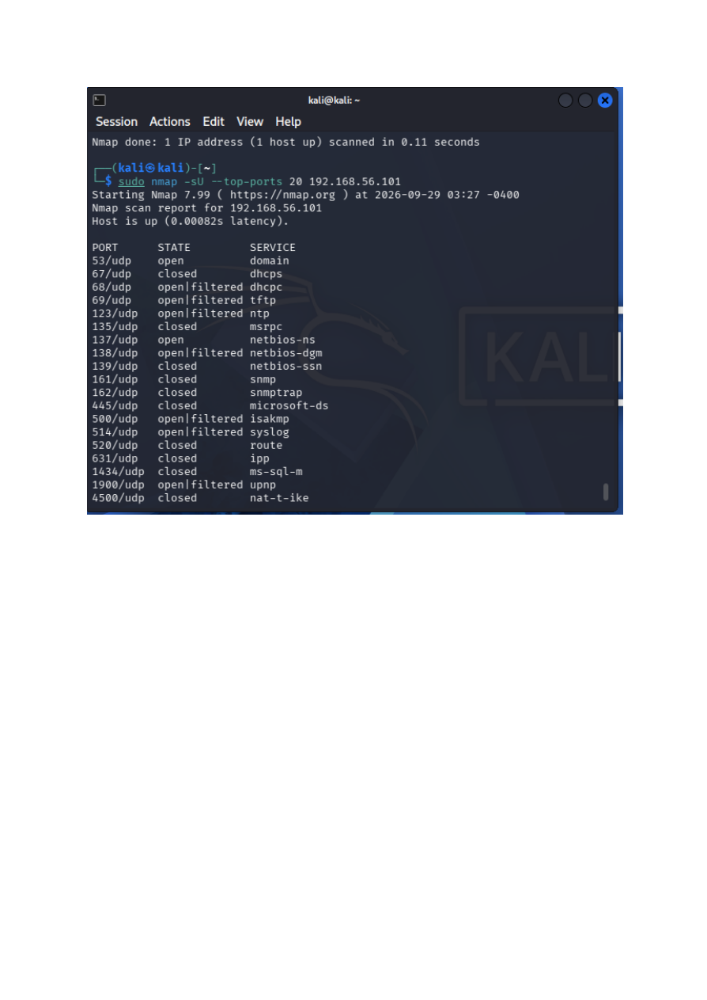 kali@kali: ~
Session Actions Edit View Help
Nmap done: 1 IP address (1 host up) scanned in 0.11 seconds
(kali㉿kali)-[~]
$ sudo nmap -sU --top-ports 20 192.168.56.101
Starting Nmap 7.99 ( https://nmap.org ) at 2026-09-29 03:27 -0400
Nmap scan report for 192.168.56.101
Host is up (0.00082s latency).
PORT STATE SERVICE
53/udp open domain
67/udp closed dhcps
68/udp open|filtered dhcpc
69/udp open|filtered tftp
123/udp open|filtered ntp
135/udp closed msrpc
137/udp open netbios-ns
138/udp open|filtered netbios-dgm
139/udp closed netbios-ssn
161/udp closed snmp
162/udp closed snmptrap
445/udp closed microsoft-ds
500/udp open|filtered isakmp
514/udp open|filtered syslog
520/udp closed route
631/udp closed ipp
1434/udp closed ms-sql-m
1900/udp open|filtered upnp
4500/udp closed nat-t-ike
KALI